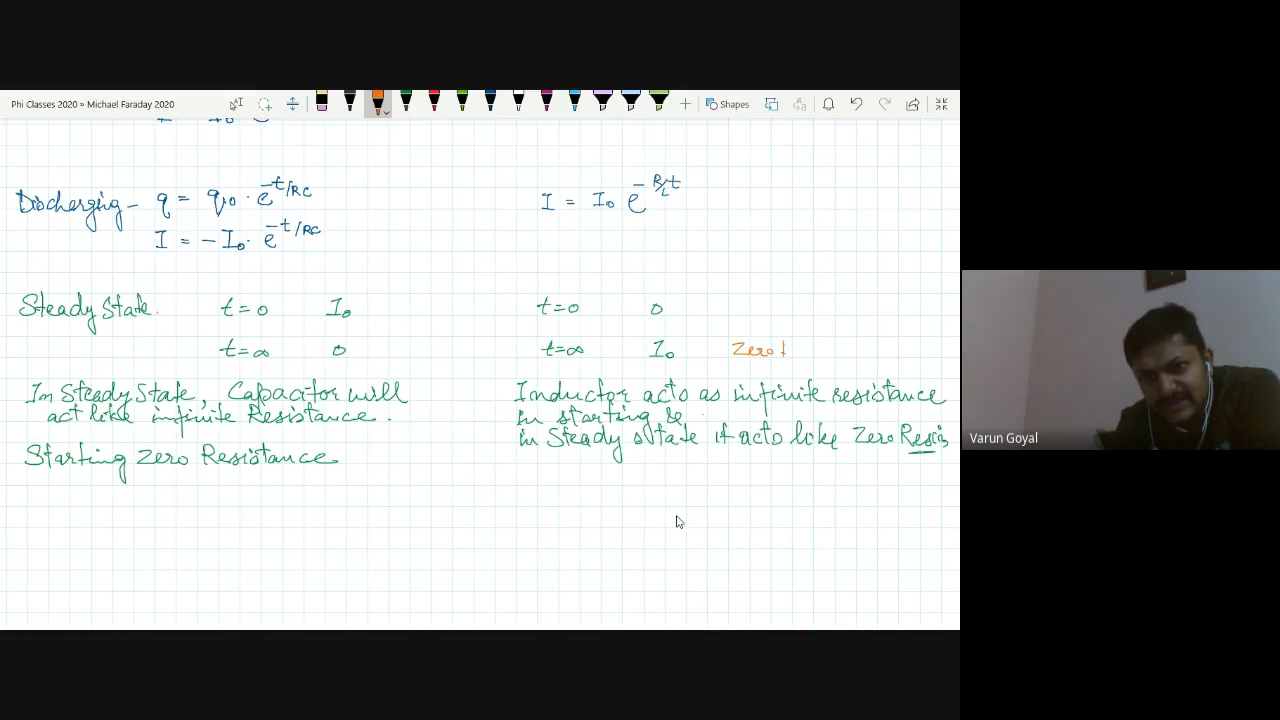 Phi Classes 2020 » Michael Faraday 2020
Shapes
Discherging – q = q₀ · e^-t/RC
I = I₀ e^-R/L t
I = - I₀ · e^-t/RC
Steady State. t = 0 I₀
t = 0 0
t = ∞ 0
t = ∞ I₀ Zero
In Steady State, Capacitor will
act like infinite Resistance.
Starting Zero Resistance
Inductor acts as infinite resistance
in starting &
in Steady state it acts like Zero Resis
Varun Goyal